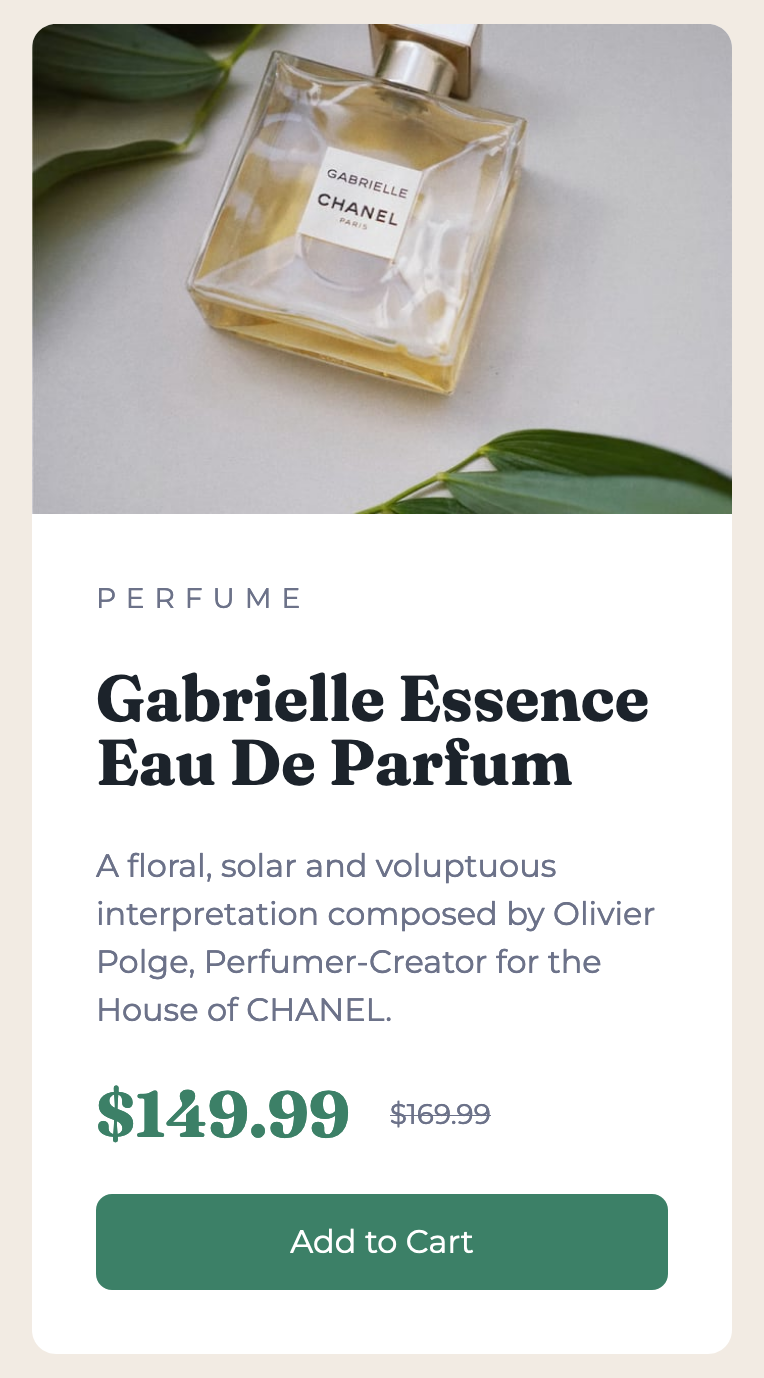 GABRIELLE
CHANEL
PARIS
PERFUME
Gabrielle Essence
Eau De Parfum
A floral, solar and voluptuous
interpretation composed by Olivier
Polge, Perfumer-Creator for the
House of CHANEL.
$149.99 $169.99
Add to Cart